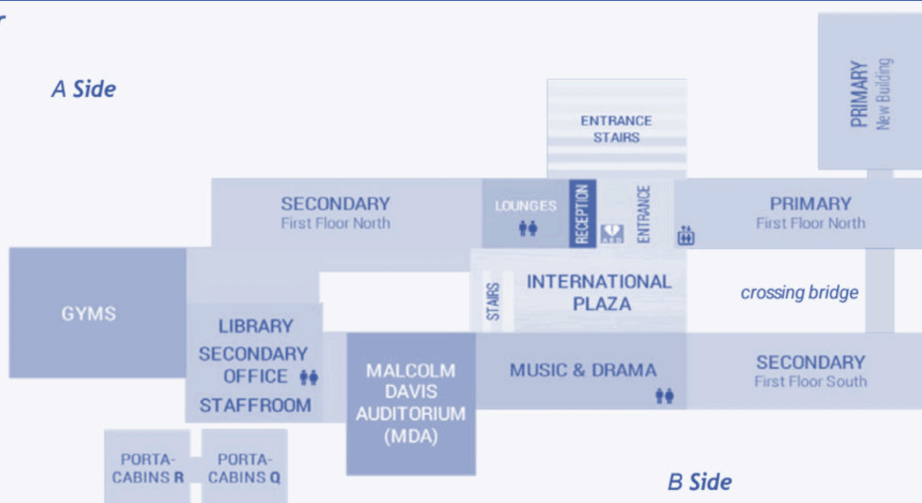 A Side
PRIMARY
New Building
ENTRANCE
STAIRS
SECONDARY
First Floor North
LOUNGES
RECEPTION
ENTRANCE
PRIMARY
First Floor North
GYMS
STAIRS
INTERNATIONAL
PLAZA
crossing bridge
LIBRARY
SECONDARY
OFFICE
STAFFROOM
MALCOLM
DAVIS
AUDITORIUM
(MDA)
MUSIC & DRAMA
SECONDARY
First Floor South
PORTA-
CABINS R
PORTA-
CABINS Q
B Side